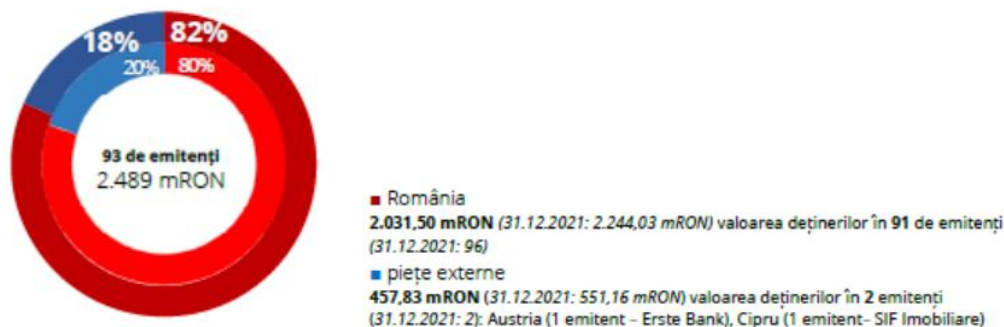 18% 82%
20% 80%
93 de emitenți
2.489 mRON
România
2.031,50 mRON (31.12.2021: 2.244,03 mRON) valoarea deținerilor în 91 de emitenți
(31.12.2021: 96)
piețe externe
457,83 mRON (31.12.2021: 551,16 mRON) valoarea deținerilor în 2 emitenți
(31.12.2021: 2): Austria (1 emitent – Erste Bank), Cipru (1 emitent– SIF Imobiliare)